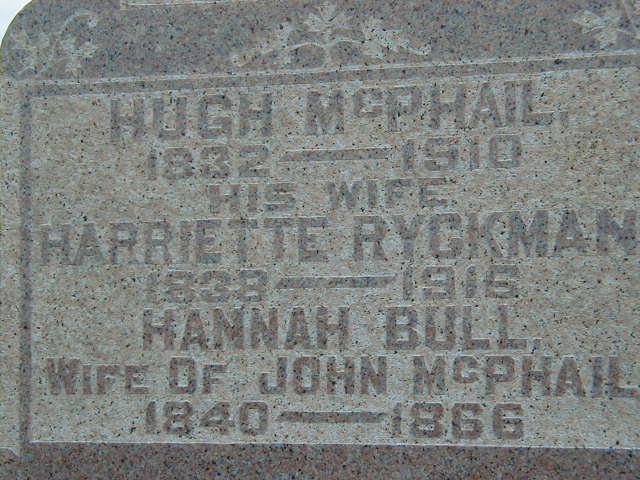 HUGH McPHAIL,
1832 — 1910
HIS WIFE
HARRIETTE RYCKMAN
1838 — 1915
HANNAH BULL,
WIFE OF JOHN McPHAIL
1840 — 1866